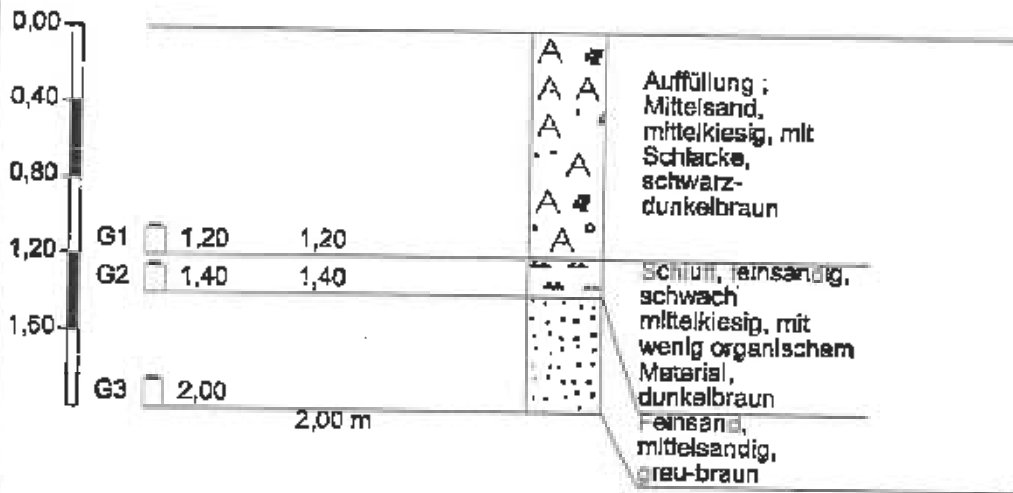 0,00
0,40
0,80
1,20
1,60
G1 1,20 1,20
G2 1,40 1,40
G3 2,00
2,00 m
A
A A
A
A
A
A
Auffüllung ;
Mittelsand,
mittelkiesig, mit
Schlacke,
schwarz-
dunkelbraun
Schluff, feinsandig,
schwach
mittelkiesig, mit
wenig organischem
Material,
dunkelbraun
Feinsand,
mittelsandig,
grau-braun